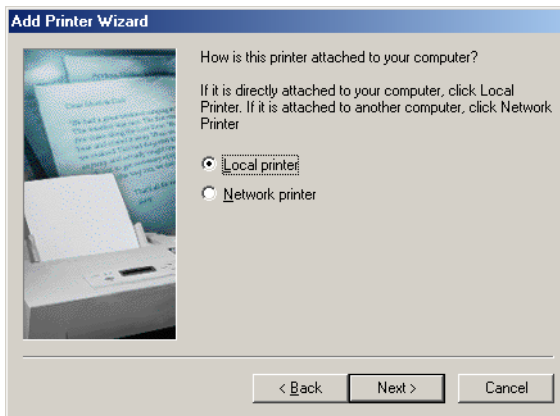 Add Printer Wizard
How is this printer attached to your computer?
If it is directly attached to your computer, click Local
Printer. If it is attached to another computer, click Network
Printer
Local printer
Network printer
< Back
Next >
Cancel